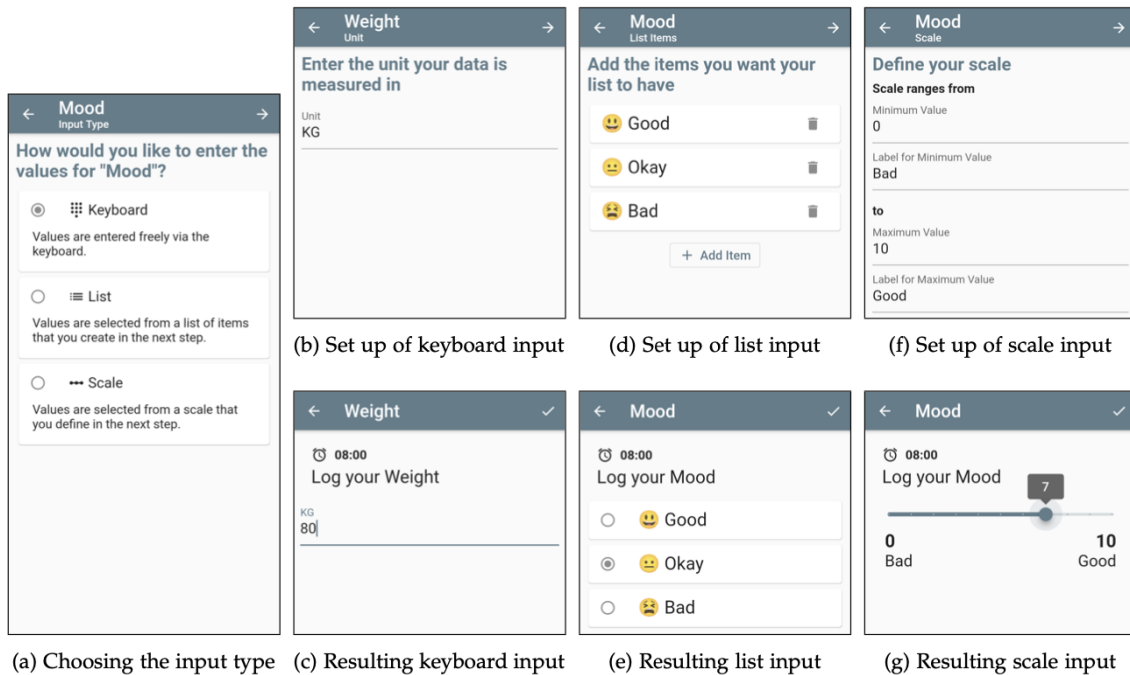 Mood
Input Type
How would you like to enter the
values for "Mood"?
Keyboard
Values are entered freely via the
keyboard.
List
Values are selected from a list of items
that you create in the next step.
Scale
Values are selected from a scale that
you define in the next step.
(a) Choosing the input type
Weight
Unit
Enter the unit your data is
measured in
Unit
KG
(b) Set up of keyboard input
Weight
08:00
Log your Weight
KG
80
(c) Resulting keyboard input
Mood
List Items
Add the items you want your
list to have
Good
Okay
Bad
+ Add Item
(d) Set up of list input
Mood
08:00
Log your Mood
Good
Okay
Bad
(e) Resulting list input
Mood
Scale
Define your scale
Scale ranges from
Minimum Value
0
Label for Minimum Value
Bad
to
Maximum Value
10
Label for Maximum Value
Good
(f) Set up of scale input
Mood
08:00
Log your Mood
7
0 10
Bad Good
(g) Resulting scale input